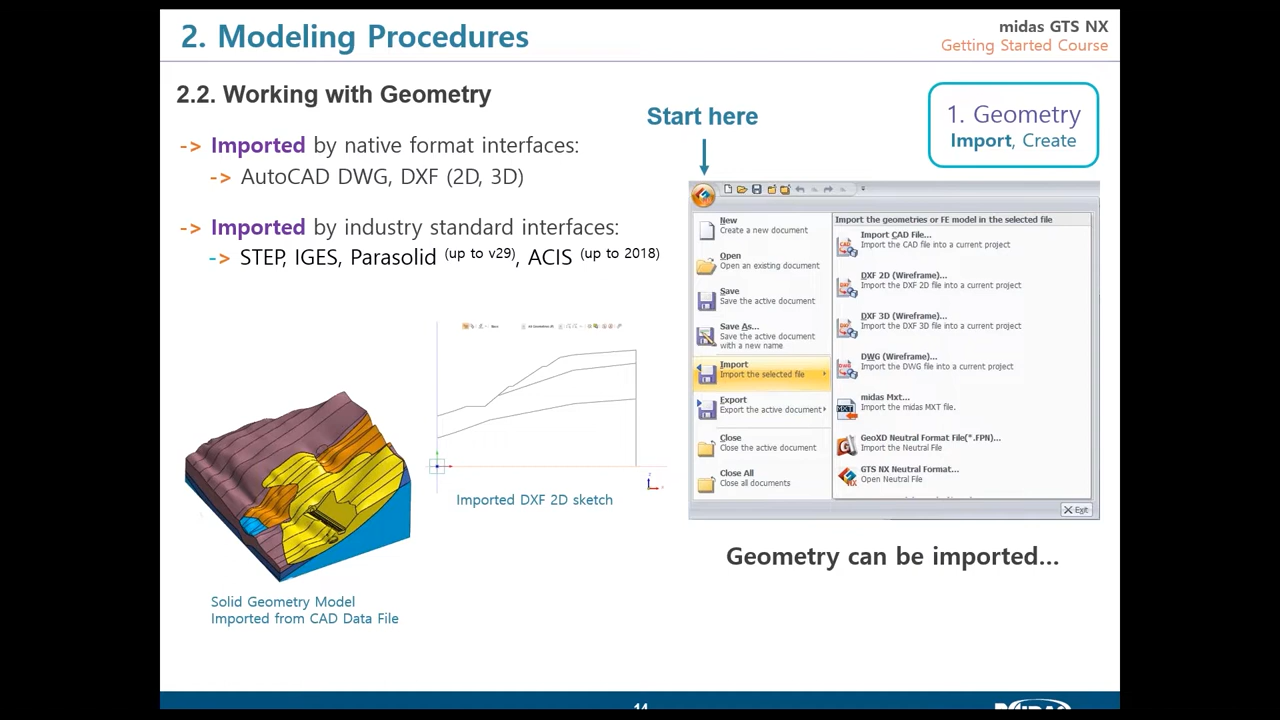 2. Modeling Procedures
midas GTS NX
Getting Started Course
2.2. Working with Geometry
-> Imported by native format interfaces:
-> AutoCAD DWG, DXF (2D, 3D)
-> Imported by industry standard interfaces:
-> STEP, IGES, Parasolid (up to v29), ACIS (up to 2018)
Start here
1. Geometry
Import, Create
New
Create a new document
Open
Open an existing document
Save
Save the active document
Save As...
Save the active document
with a new name
Import
Import the selected file
Export
Export the active document
Close
Close the active document
Close All
Close all documents
Import the geometries or FE model in the selected file
Import CAD File...
Import the CAD file into a current project
DXF 2D (Wireframe)...
Import the DXF 2D file into a current project
DXF 3D (Wireframe)...
Import the DXF 3D file into a current project
DWG (Wireframe)...
Import the DWG file into a current project
midas Mxt...
Import the midas MXT file.
GeoXD Neutral Format File(*.FPN)...
Import the Neutral File
GTS NX Neutral Format...
Open Neutral File
Exit
Imported DXF 2D sketch
Geometry can be imported...
Solid Geometry Model
Imported from CAD Data File
14